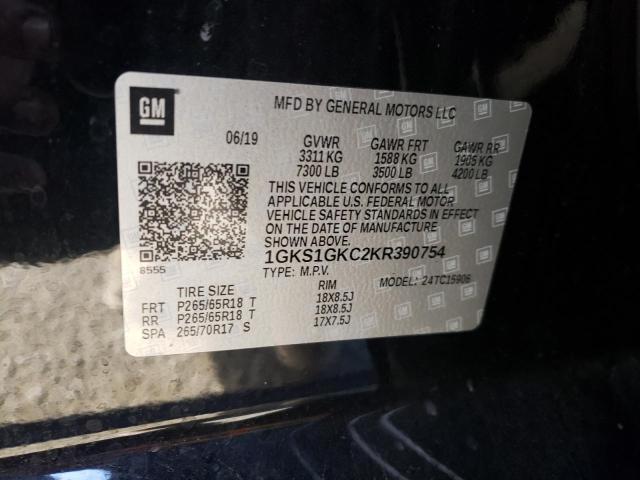 GM
MFD BY GENERAL MOTORS LLC
06/19 GVWR GAWR FRT GAWR RR
3311 KG 1588 KG 1905 KG
7300 LB 3500 LB 4200 LB
THIS VEHICLE CONFORMS TO ALL
APPLICABLE U.S. FEDERAL MOTOR
VEHICLE SAFETY STANDARDS IN EFFECT
ON THE DATE OF MANUFACTURE
SHOWN ABOVE.
8555
1GKS1GKC2KR390754
TYPE: M.P.V. MODEL: 24TC15906
TIRE SIZE RIM
FRT P265/65R18 T 18X8.5J
RR P265/65R18 T 18X8.5J
SPA 265/70R17 S 17X7.5J